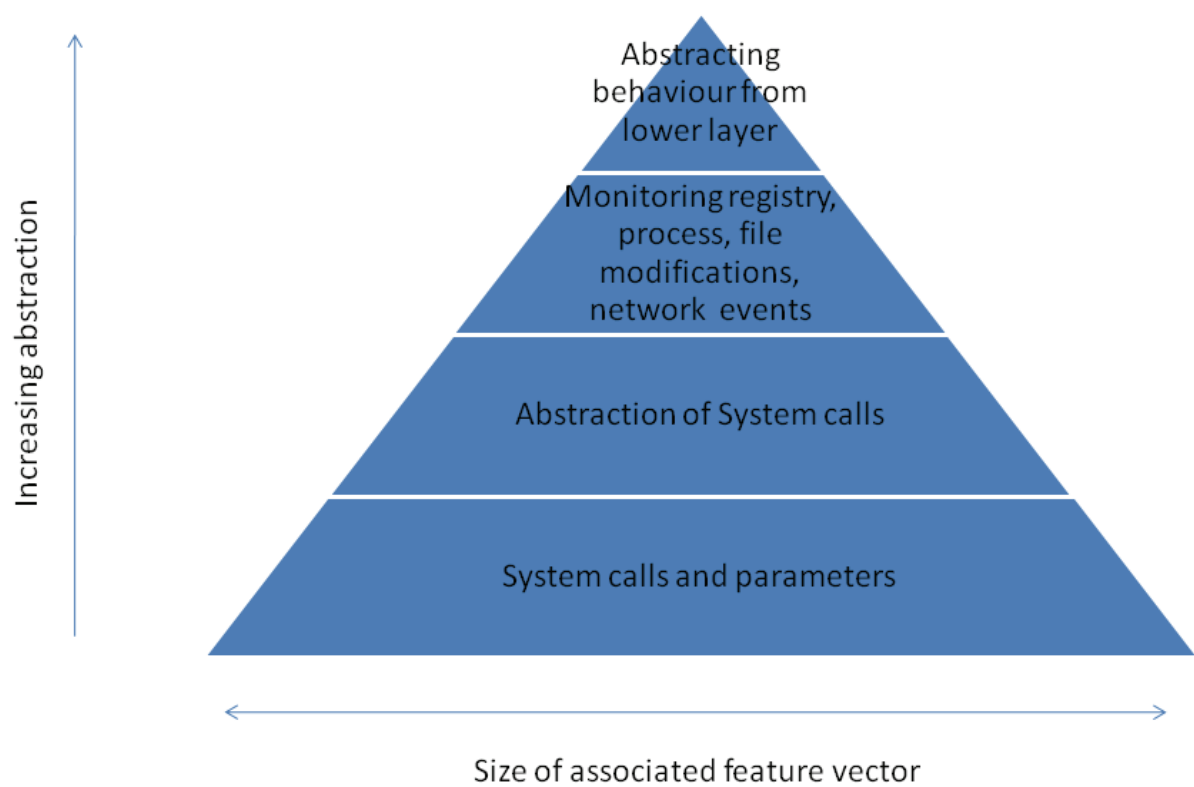 Abstracting
behaviour from
lower layer
Monitoring registry,
process, file
modifications,
network events
Abstraction of System calls
System calls and parameters
Increasing abstraction
Size of associated feature vector